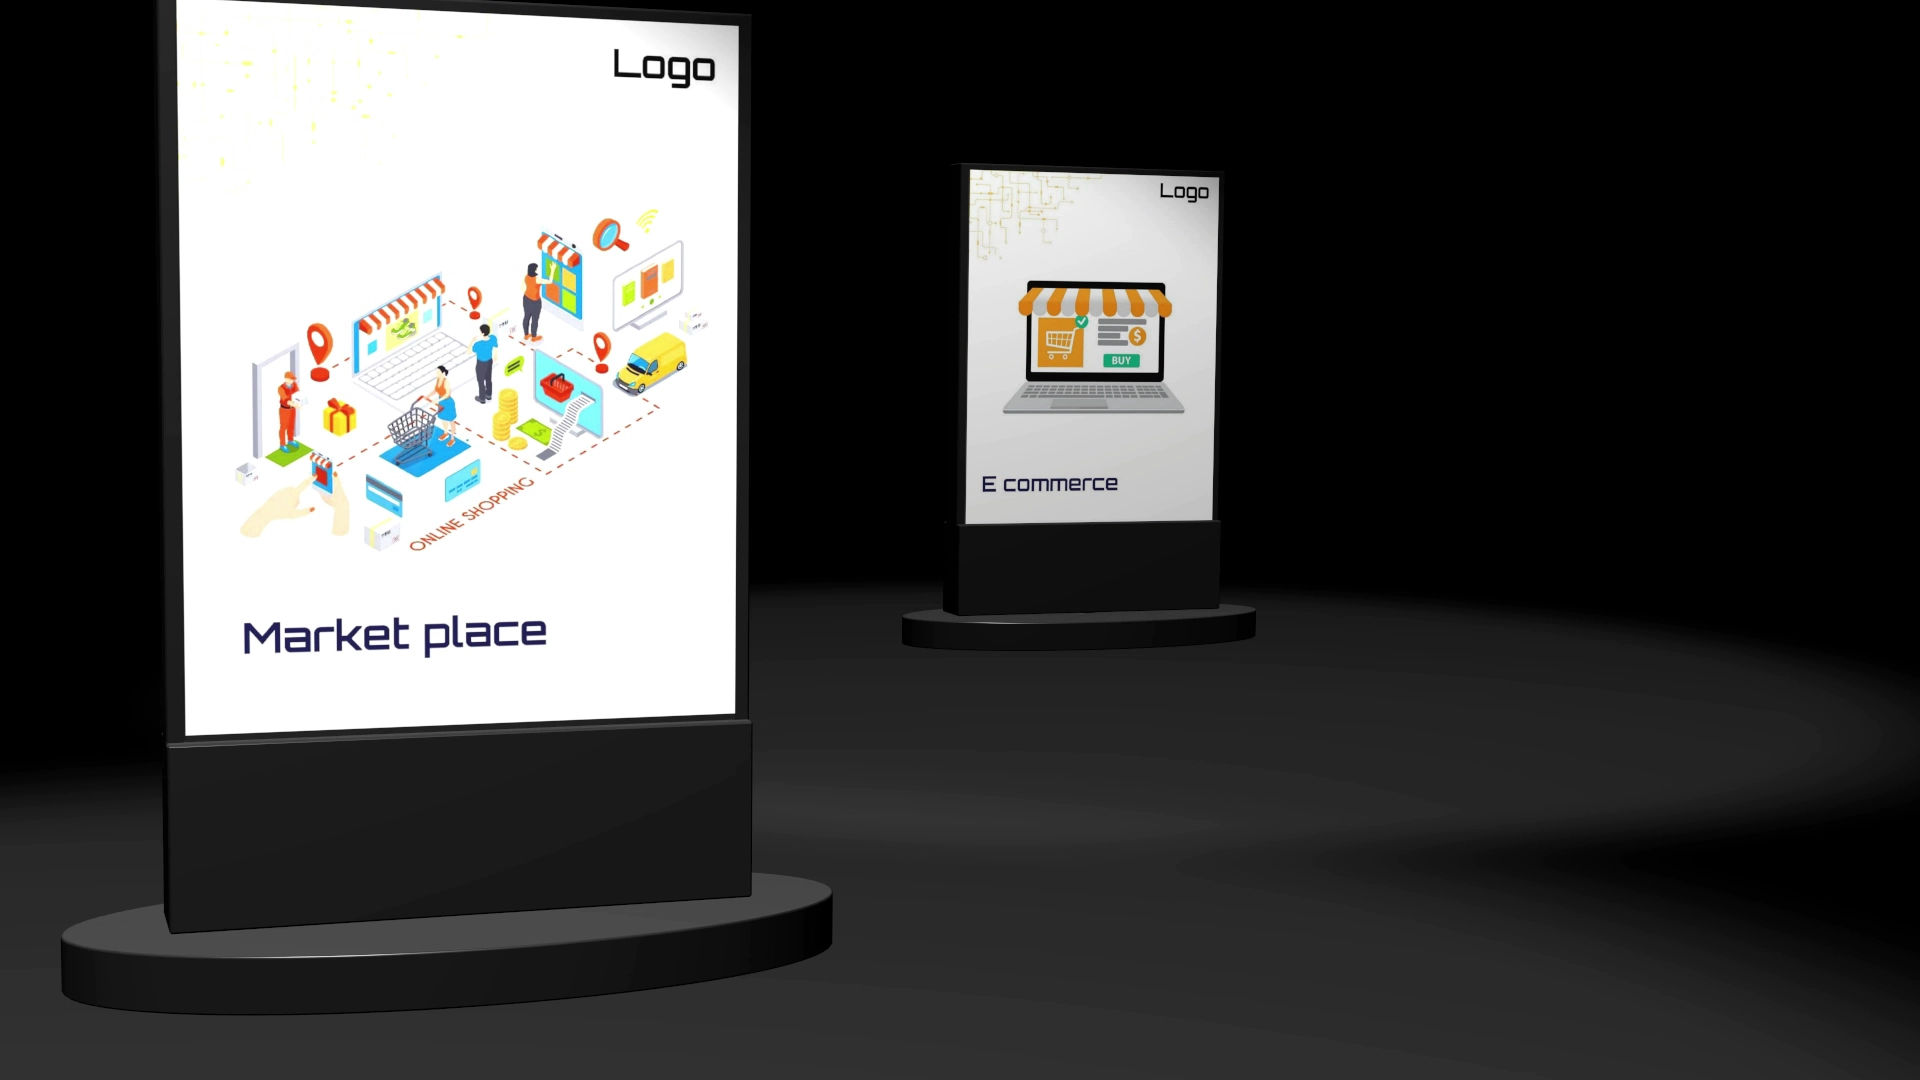 Logo
ONLINE SHOPPING
Market place
Logo
BUY
E commerce